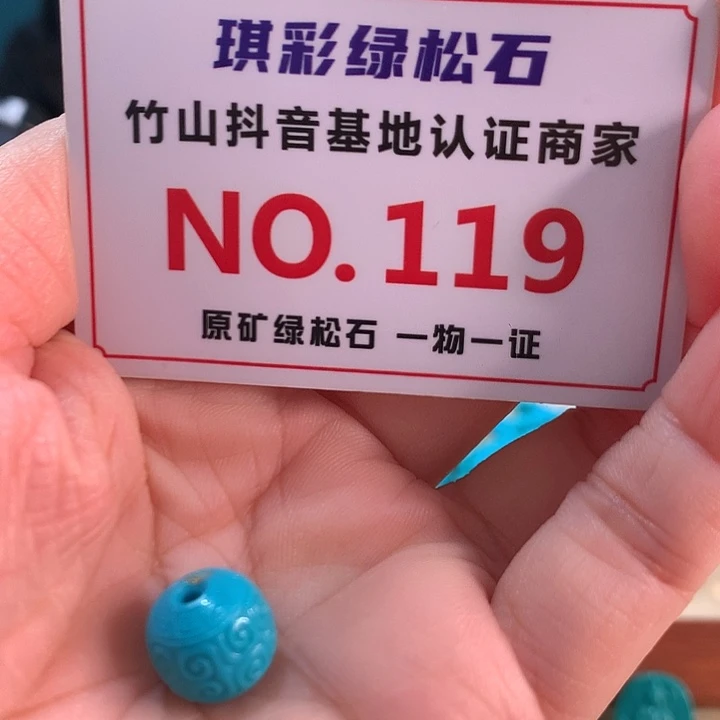 琪彩绿松石
竹山抖音基地认证商家
NO.119
原矿绿松石 一物一证